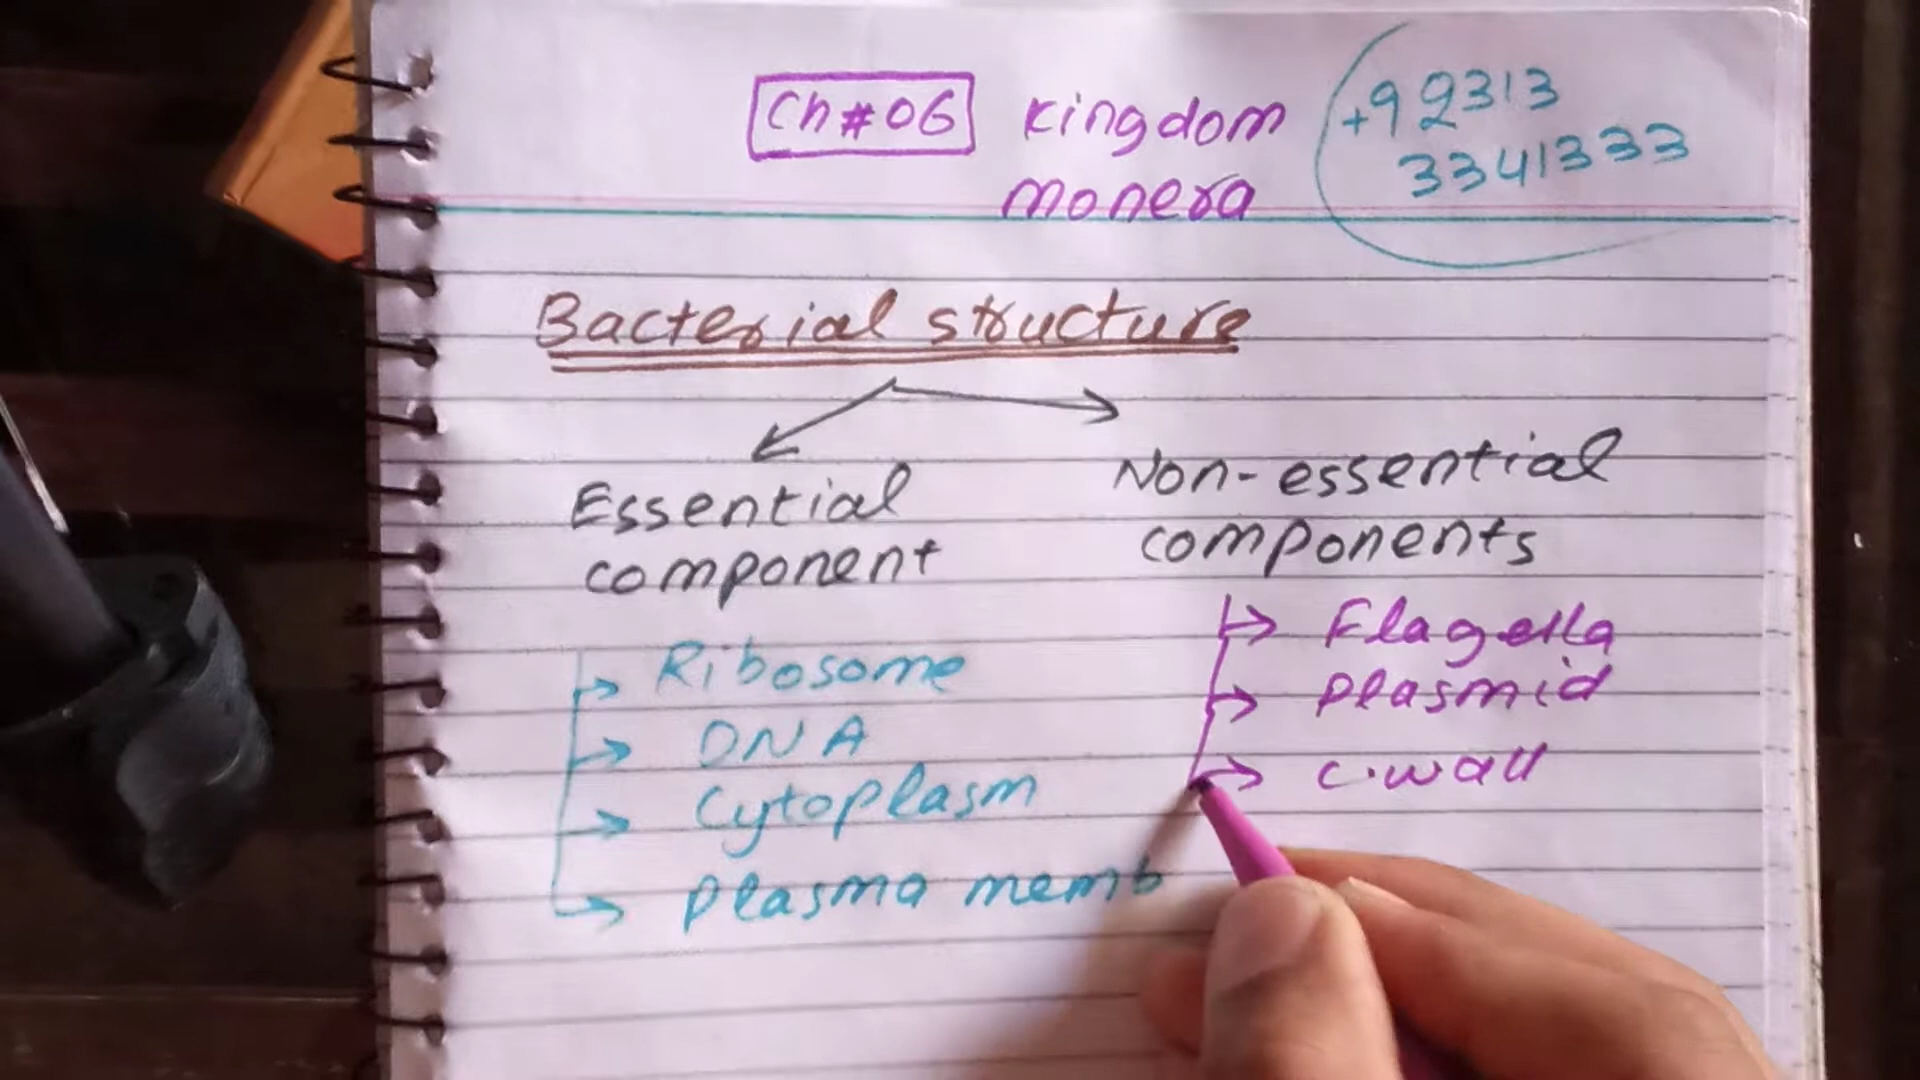 Ch#06 Kingdom
monera
+92313
3341333
Bacterial structure
Essential
component
Non-essential
components
Ribosome
DNA
Cytoplasm
Plasma memb
Flagella
Plasmid
C.wall